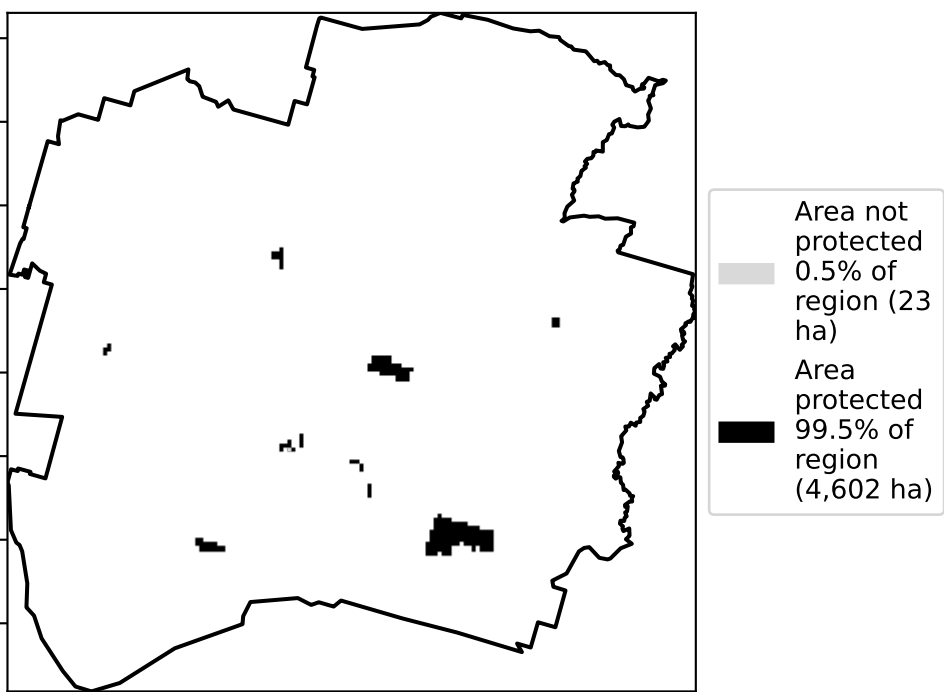 Area not
protected
0.5% of
region (23
ha)
Area
protected
99.5% of
region
(4,602 ha)